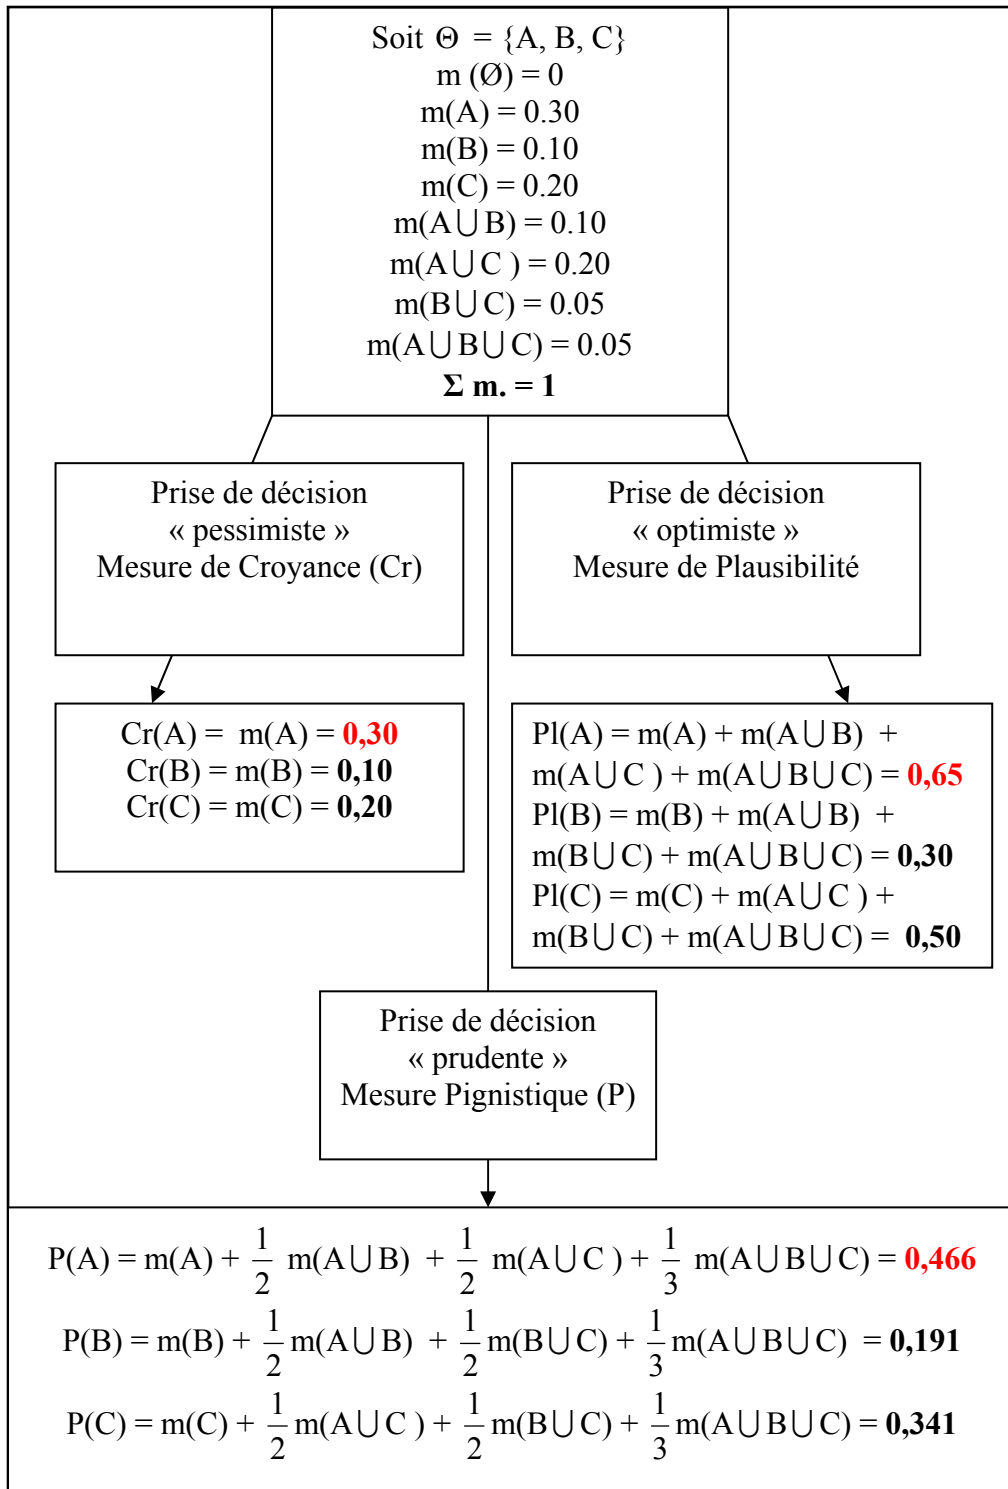 Soit Θ = {A, B, C}
m (Ø) = 0
m(A) = 0.30
m(B) = 0.10
m(C) = 0.20
m(A⋃B) = 0.10
m(A⋃C ) = 0.20
m(B⋃C) = 0.05
m(A⋃B⋃C) = 0.05
Σ m. = 1
Prise de décision
« pessimiste »
Mesure de Croyance (Cr)
Prise de décision
« optimiste »
Mesure de Plausibilité
Cr(A) = m(A) = 0,30
Cr(B) = m(B) = 0,10
Cr(C) = m(C) = 0,20
Pl(A) = m(A) + m(A⋃B) +
m(A⋃C ) + m(A⋃B⋃C) = 0,65
Pl(B) = m(B) + m(A⋃B) +
m(B⋃C) + m(A⋃B⋃C) = 0,30
Pl(C) = m(C) + m(A⋃C ) +
m(B⋃C) + m(A⋃B⋃C) = 0,50
Prise de décision
« prudente »
Mesure Pignistique (P)
P(A) = m(A) + 1/2 m(A⋃B) + 1/2 m(A⋃C ) + 1/3 m(A⋃B⋃C) = 0,466
P(B) = m(B) + 1/2 m(A⋃B) + 1/2 m(B⋃C) + 1/3 m(A⋃B⋃C) = 0,191
P(C) = m(C) + 1/2 m(A⋃C ) + 1/2 m(B⋃C) + 1/3 m(A⋃B⋃C) = 0,341